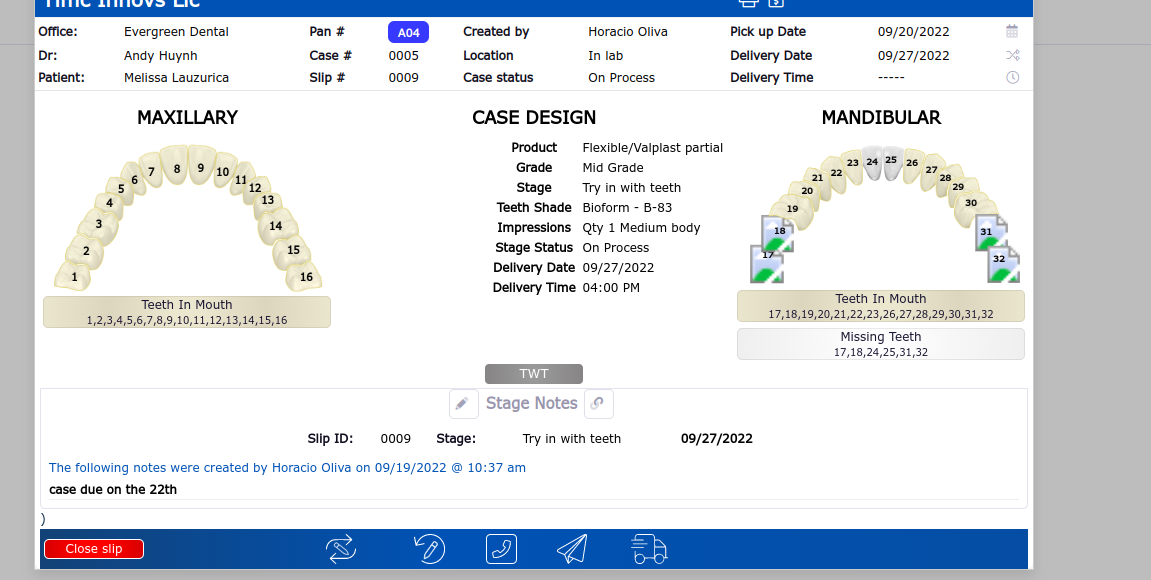 Hmc Innovs Llc
Office: Evergreen Dental Pan # A04 Created by Horacio Oliva Pick up Date 09/20/2022
Dr: Andy Huynh Case # 0005 Location In lab Delivery Date 09/27/2022
Patient: Melissa Lauzurica Slip # 0009 Case status On Process Delivery Time -----
MAXILLARY
1 2 3 4 5 6 7 8 9 10 11 12 13 14 15 16
Teeth In Mouth
1,2,3,4,5,6,7,8,9,10,11,12,13,14,15,16
CASE DESIGN
Product Flexible/Valplast partial
Grade Mid Grade
Stage Try in with teeth
Teeth Shade Bioform - B-83
Impressions Qty 1 Medium body
Stage Status On Process
Delivery Date 09/27/2022
Delivery Time 04:00 PM
MANDIBULAR
17 18 19 20 21 22 23 24 25 26 27 28 29 30 31 32
Teeth In Mouth
17,18,19,20,21,22,23,26,27,28,29,30,31,32
Missing Teeth
17,18,24,25,31,32
TWT
Stage Notes
Slip ID: 0009 Stage: Try in with teeth 09/27/2022
The following notes were created by Horacio Oliva on 09/19/2022 @ 10:37 am
case due on the 22th
)
Close slip